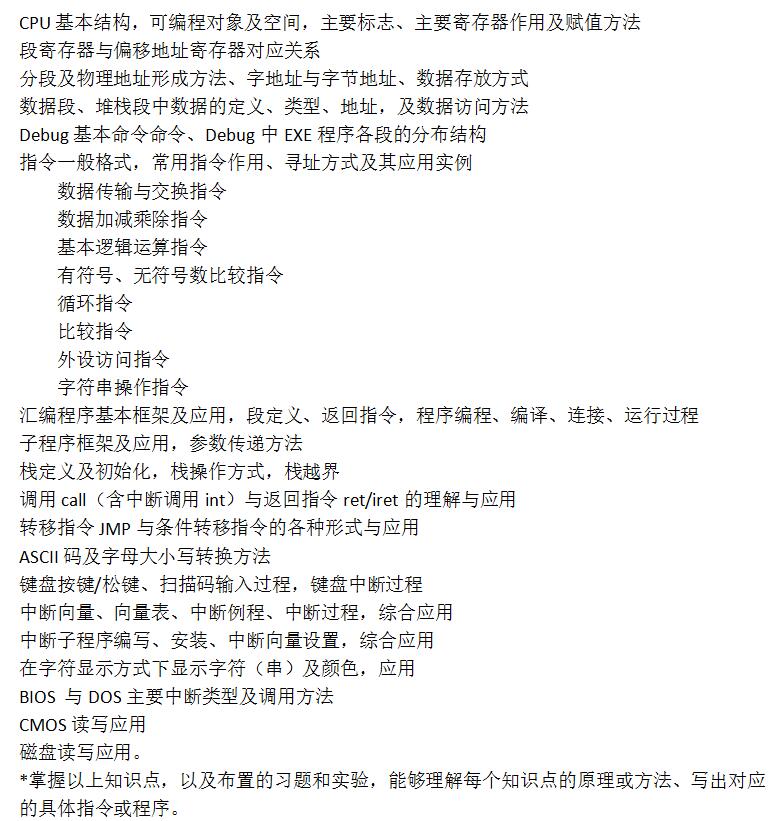 CPU 基本结构，可编程对象及空间，主要标志、主要寄存器作用及赋值方法
段寄存器与偏移地址寄存器对应关系
分段及物理地址形成方法、字地址与字节地址、数据存放方式
数据段、堆栈段中数据的定义、类型、地址，及数据访问方法
Debug 基本命令命令、Debug 中 EXE 程序各段的分布结构
指令一般格式，常用指令作用、寻址方式及其应用实例
数据传输与交换指令
数据加减乘除指令
基本逻辑运算指令
有符号、无符号数比较指令
循环指令
比较指令
外设访问指令
字符串操作指令
汇编程序基本框架及应用，段定义、返回指令，程序编程、编译、连接、运行过程
子程序框架及应用，参数传递方法
栈定义及初始化，栈操作方式，栈越界
调用 call（含中断调用 int）与返回指令 ret/iret 的理解与应用
转移指令 JMP 与条件转移指令的各种形式与应用
ASCII 码及字母大小写转换方法
键盘按键/松键、扫描码输入过程，键盘中断过程
中断向量、向量表、中断例程、中断过程，综合应用
中断子程序编写、安装、中断向量设置，综合应用
在字符显示方式下显示字符（串）及颜色，应用
BIOS 与 DOS 主要中断类型及调用方法
CMOS 读写应用
磁盘读写应用。
*掌握以上知识点，以及布置的习题和实验，能够理解每个知识点的原理或方法、写出对应
的具体指令或程序。